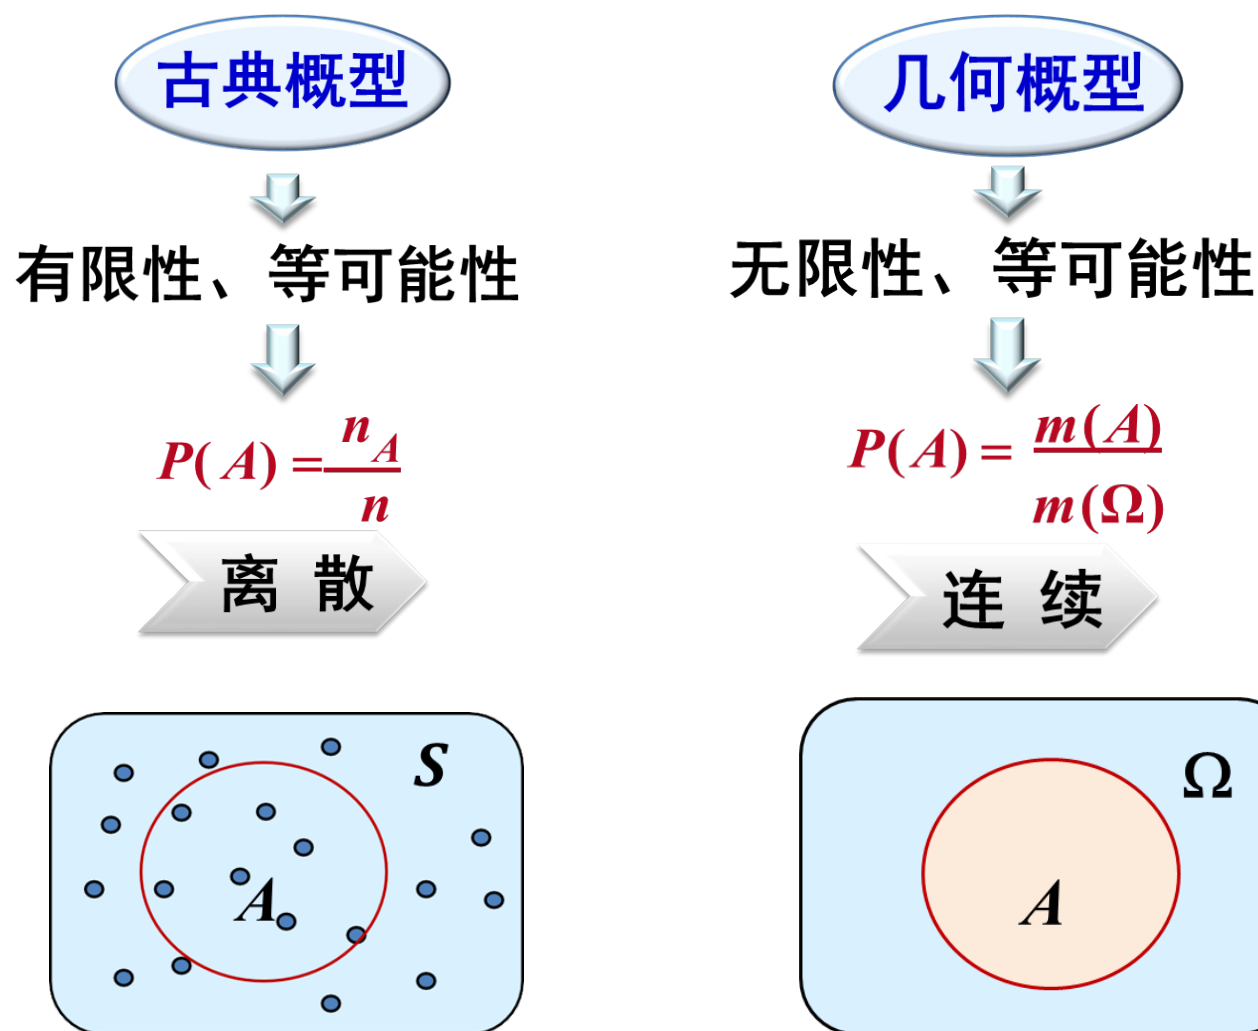 古典概型
有限性、等可能性
P(A)=n_A/n
离 散
S
A
几何概型
无限性、等可能性
P(A)=m(A)/m(Ω)
连 续
Ω
A